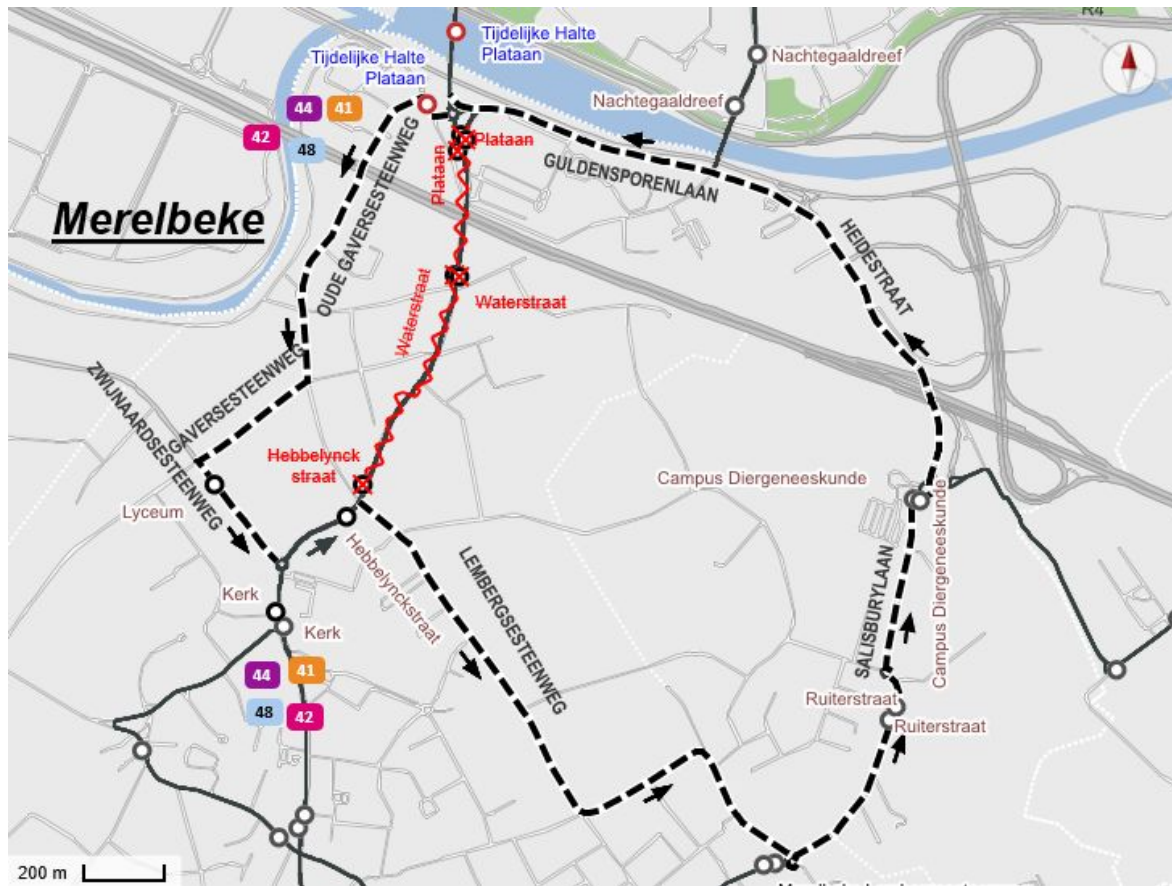 R4
Tijdelijke Halte
Plataan
Tijdelijke Halte
Plataan
Nachtegaaldreef
Nachtegaaldreef
44
41
42
48
Plataan
Plataan
GULDENSPORENLAAN
Merelbeke
OUDE GAVERSESTEENWEG
HEIDESTRAAT
Waterstraat
Waterstraat
GAVERSESTEENWEG
ZWIJNAARDSESTEENWEG
Hebbelynck
straat
Campus Diergeneeskunde
Campus Diergeneeskunde
Lyceum
Hebbelynckstraat
LEMBERGSESTEENWEG
SALISBURYLAAN
Kerk
Kerk
44
41
48
42
Ruiterstraat
Ruiterstraat
200 m